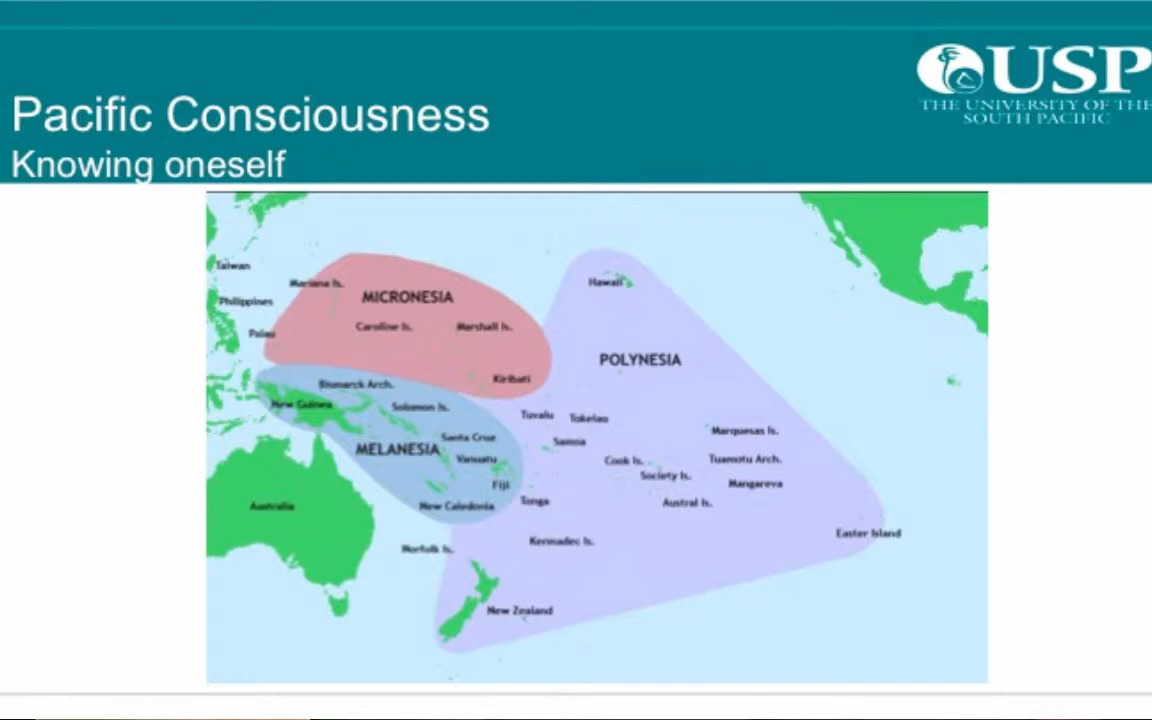 USP
THE UNIVERSITY OF THE
SOUTH PACIFIC
Pacific Consciousness
Knowing oneself
Taiwan
Hawaii
Mariana Is.
MICRONESIA
Philippines
Caroline Is.
Marshall Is.
Palau
POLYNESIA
Kiribati
Bismarck Arch.
New Guinea
Solomon Is.
Tuvalu
Tokelau
Marquesas Is.
Santa Cruz
Samoa
MELANESIA
Vanuatu
Cook Is.
Tuamotu Arch.
Society Is.
Fiji
Mangareva
New Caledonia
Tonga
Austral Is.
Australia
Easter Island
Norfolk Is.
Kermadec Is.
New Zealand